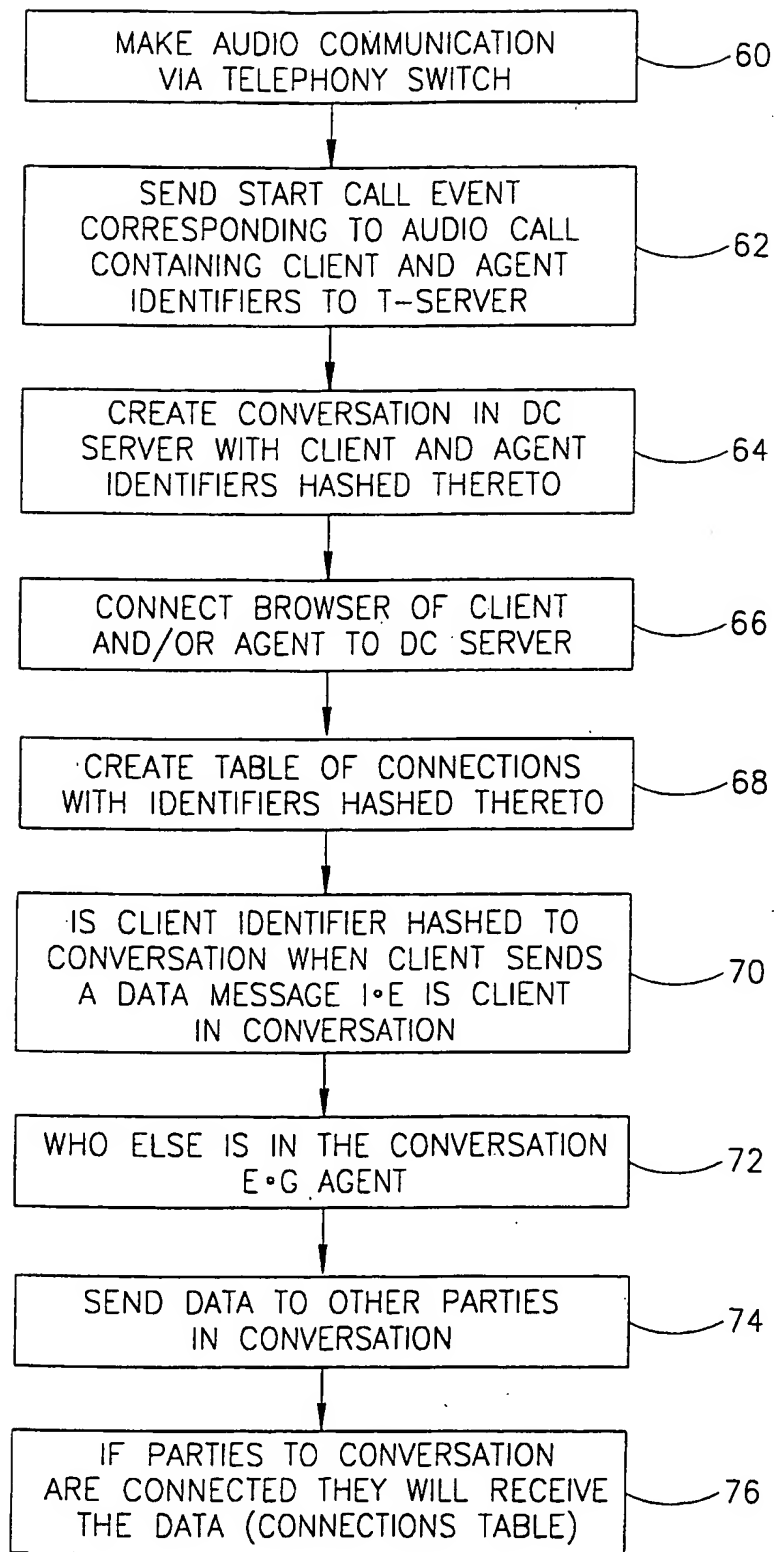 MAKE AUDIO COMMUNICATION
VIA TELEPHONY SWITCH
60
SEND START CALL EVENT
CORRESPONDING TO AUDIO CALL
CONTAINING CLIENT AND AGENT
IDENTIFIERS TO T-SERVER
62
CREATE CONVERSATION IN DC
SERVER WITH CLIENT AND AGENT
IDENTIFIERS HASHED THERETO
64
CONNECT BROWSER OF CLIENT
AND/OR AGENT TO DC SERVER
66
CREATE TABLE OF CONNECTIONS
WITH IDENTIFIERS HASHED THERETO
68
IS CLIENT IDENTIFIER HASHED TO
CONVERSATION WHEN CLIENT SENDS
A DATA MESSAGE I•E IS CLIENT
IN CONVERSATION
70
WHO ELSE IS IN THE CONVERSATION
E•G AGENT
72
SEND DATA TO OTHER PARTIES
IN CONVERSATION
74
IF PARTIES TO CONVERSATION
ARE CONNECTED THEY WILL RECEIVE
THE DATA (CONNECTIONS TABLE)
76